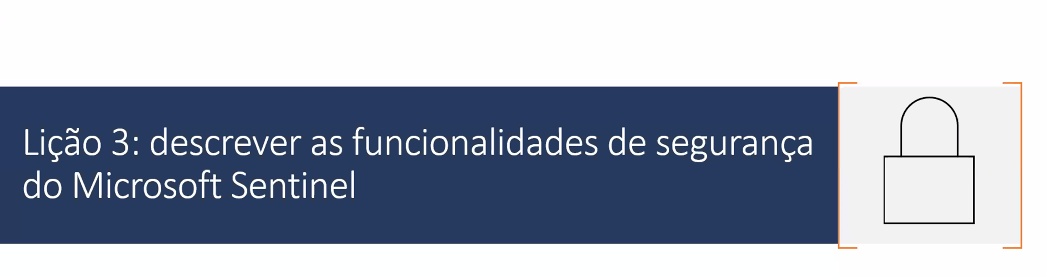 Lição 3: descrever as funcionalidades de segurança
do Microsoft Sentinel